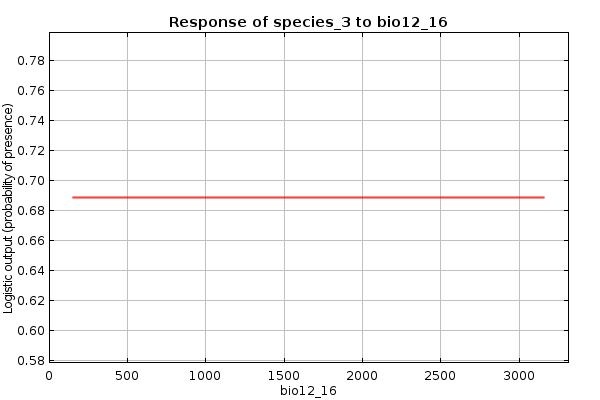 Response of species_3 to bio12_16
Logistic output (probability of presence)
0.78
0.76
0.74
0.72
0.70
0.68
0.66
0.64
0.62
0.60
0.58
0 500 1000 1500 2000 2500 3000
bio12_16